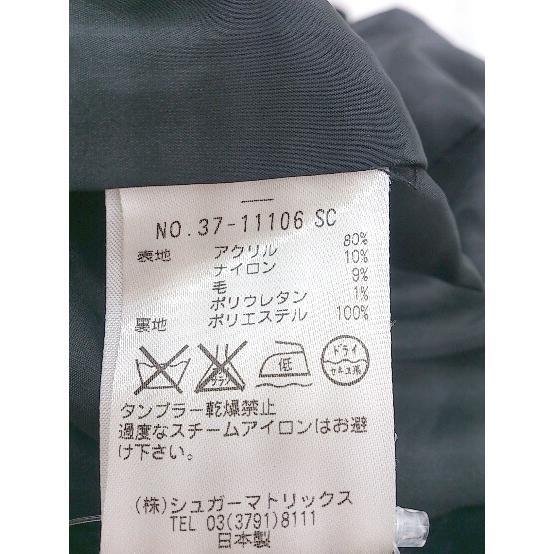 NO.37-11106 SC
表地 アクリル 80%
ナイロン 10%
毛 9%
ポリウレタン 1%
裏地 ポリエステル 100%
低
ドライ
セキユ系
タンブラー乾燥禁止
過度なスチームアイロンはお避
け下さい。
(株)シュガーマトリックス
TEL 03(3791)8111
日本製